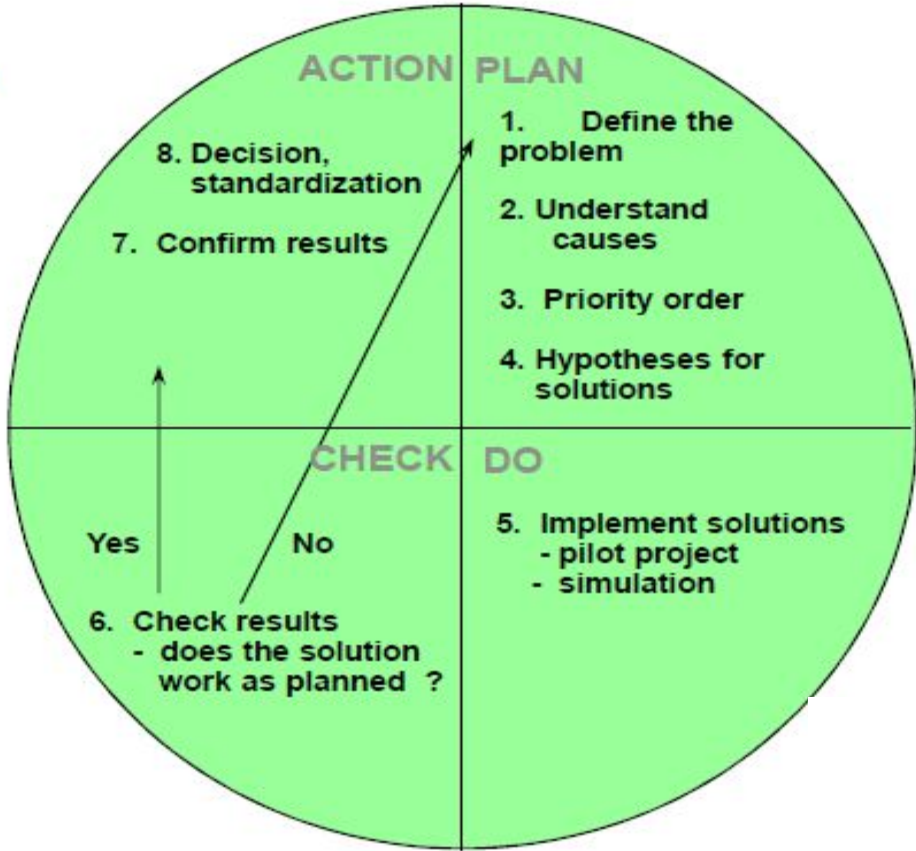 ACTION
PLAN
1. Define the
problem
2. Understand
causes
3. Priority order
4. Hypotheses for
solutions
8. Decision,
standardization
7. Confirm results
CHECK
DO
5. Implement solutions
- pilot project
- simulation
Yes
No
6. Check results
- does the solution
work as planned ?